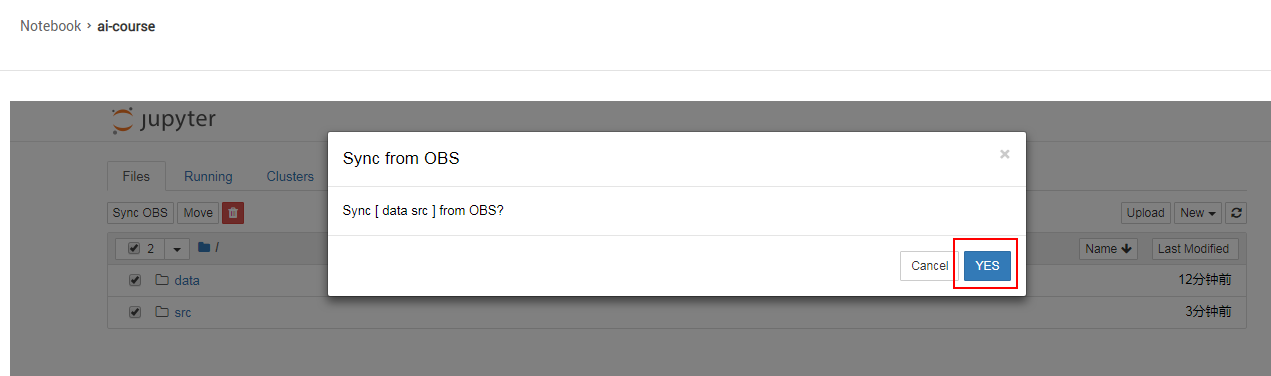 Notebook › ai-course
jupyter
Sync from OBS ×
Files Running Clusters
Sync [ data src ] from OBS?
Sync OBS Move Upload New
2 / Name Last Modified
Cancel YES
data 12分钟前
src 3分钟前